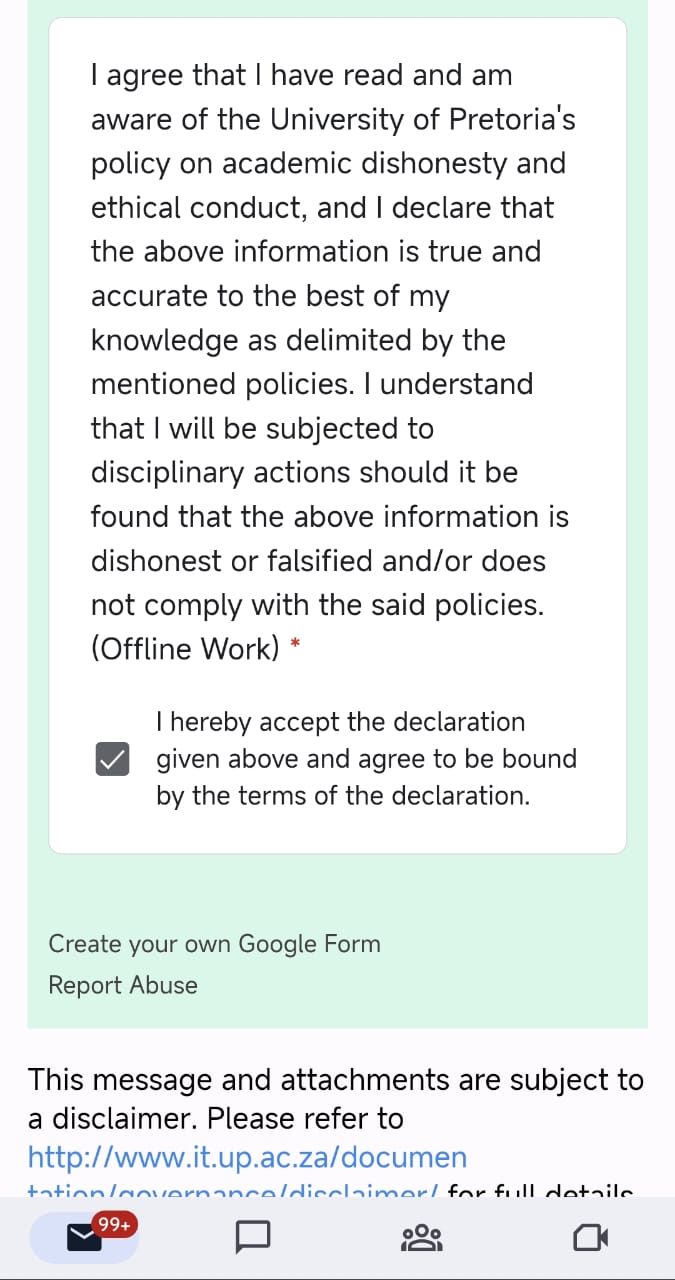 I agree that I have read and am
aware of the University of Pretoria's
policy on academic dishonesty and
ethical conduct, and I declare that
the above information is true and
accurate to the best of my
knowledge as delimited by the
mentioned policies. I understand
that I will be subjected to
disciplinary actions should it be
found that the above information is
dishonest or falsified and/or does
not comply with the said policies.
(Offline Work) *
I hereby accept the declaration
given above and agree to be bound
by the terms of the declaration.
Create your own Google Form
Report Abuse
This message and attachments are subject to
a disclaimer. Please refer to
http://www.it.up.ac.za/documen
tation/governance/disclaimer/ for full details
99+